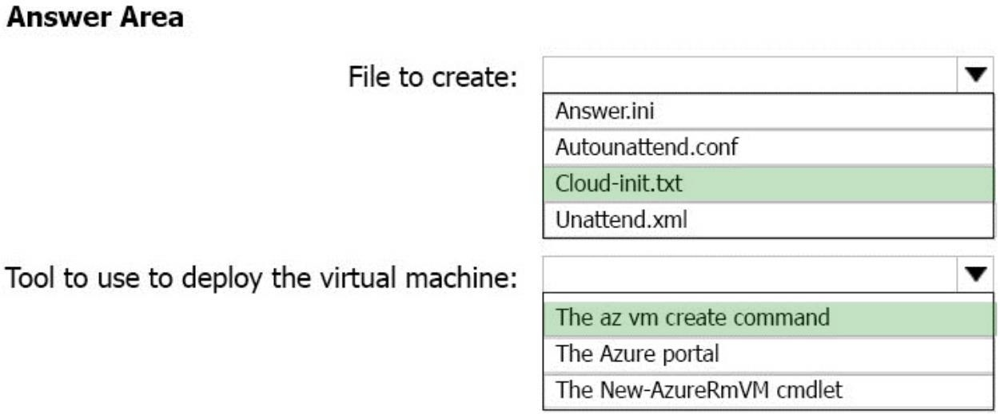 Answer Area
File to create:
Answer.ini
Autounattend.conf
Cloud-init.txt
Unattend.xml
Tool to use to deploy the virtual machine:
The az vm create command
The Azure portal
The New-AzureRmVM cmdlet